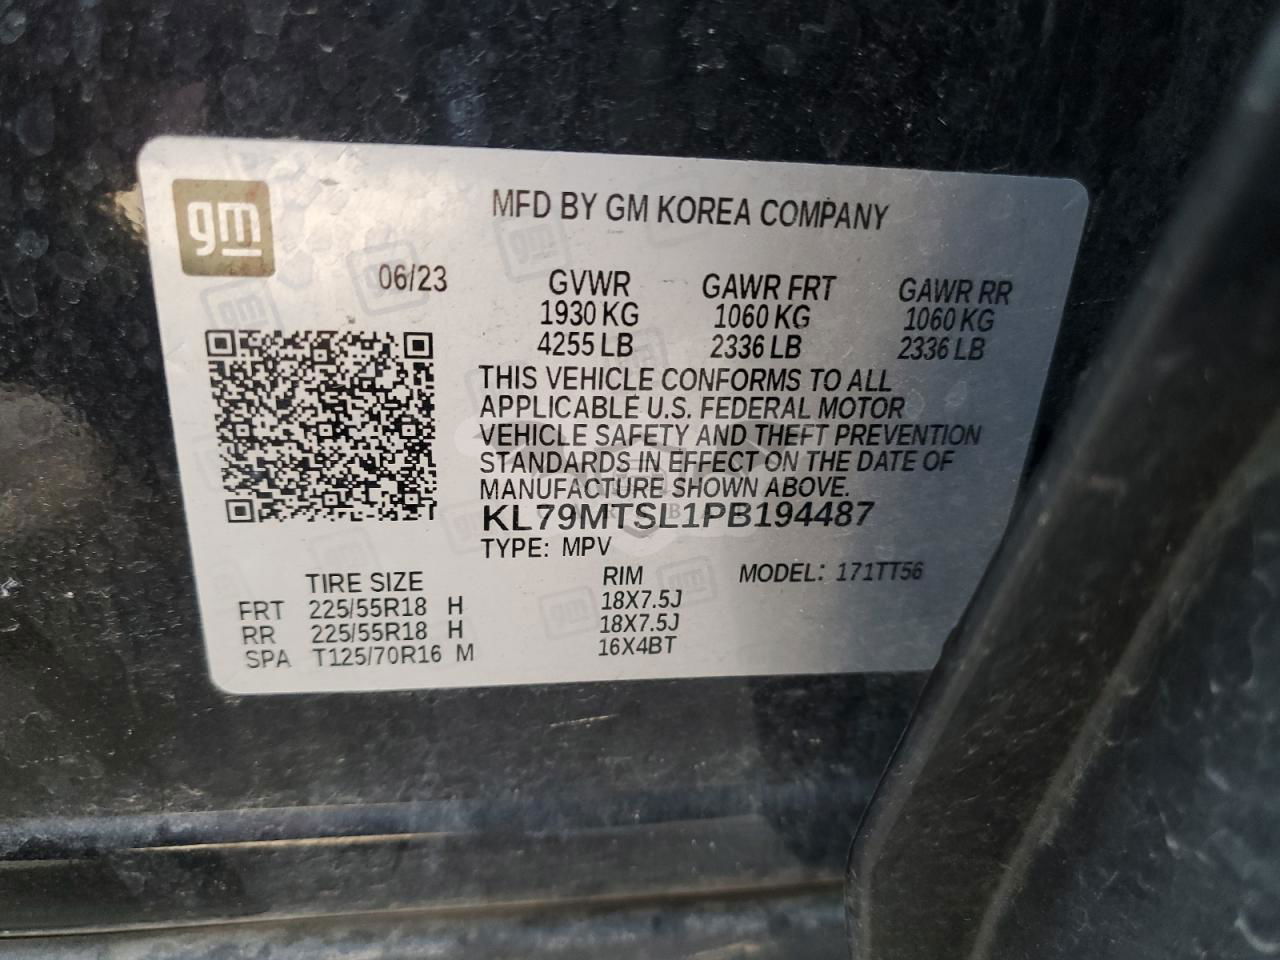 gm
MFD BY GM KOREA COMPANY
06/23
GVWR GAWR FRT GAWR RR
1930 KG 1060 KG 1060 KG
4255 LB 2336 LB 2336 LB
THIS VEHICLE CONFORMS TO ALL
APPLICABLE U.S. FEDERAL MOTOR
VEHICLE SAFETY AND THEFT PREVENTION
STANDARDS IN EFFECT ON THE DATE OF
MANUFACTURE SHOWN ABOVE.
KL79MTSL1PB194487
TYPE: MPV
TIRE SIZE RIM MODEL: 171TT56
FRT 225/55R18 H 18X7.5J
RR 225/55R18 H 18X7.5J
SPA T125/70R16 M 16X4BT